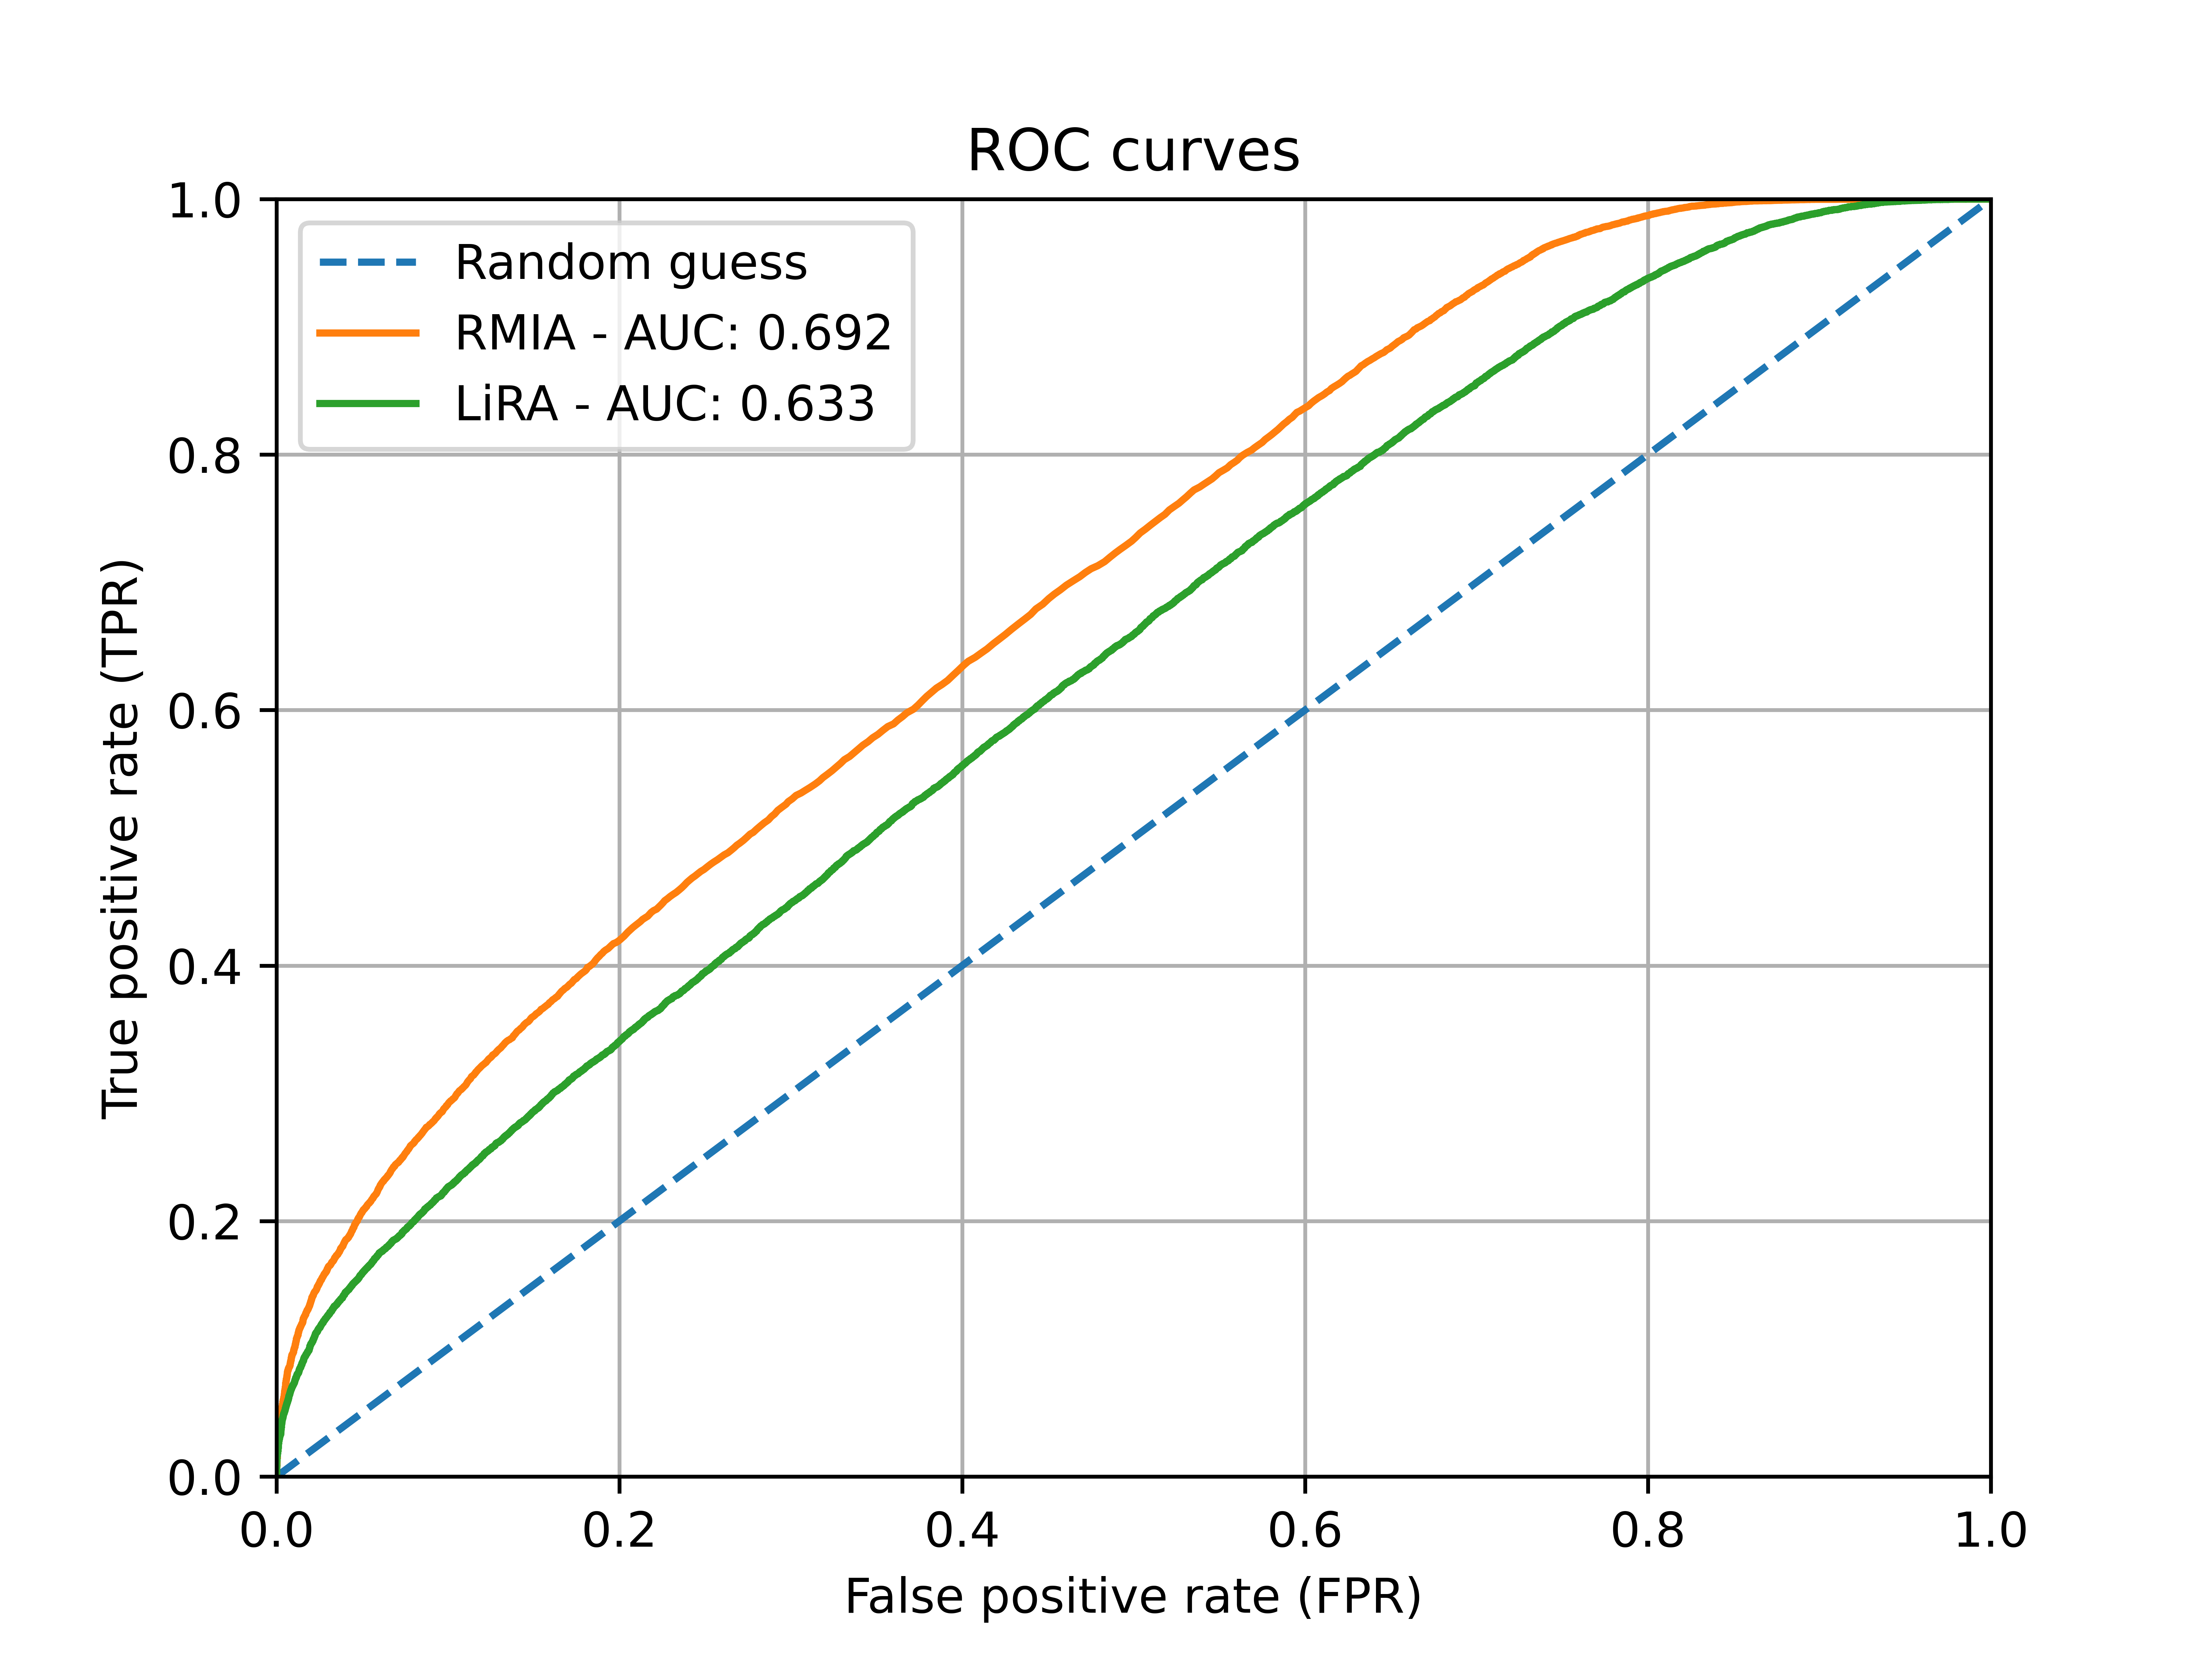 ROC curves
1.0
0.8
0.6
0.4
0.2
0.0
True positive rate (TPR)
Random guess
RMIA - AUC: 0.692
LiRA - AUC: 0.633
0.0 0.2 0.4 0.6 0.8 1.0
False positive rate (FPR)